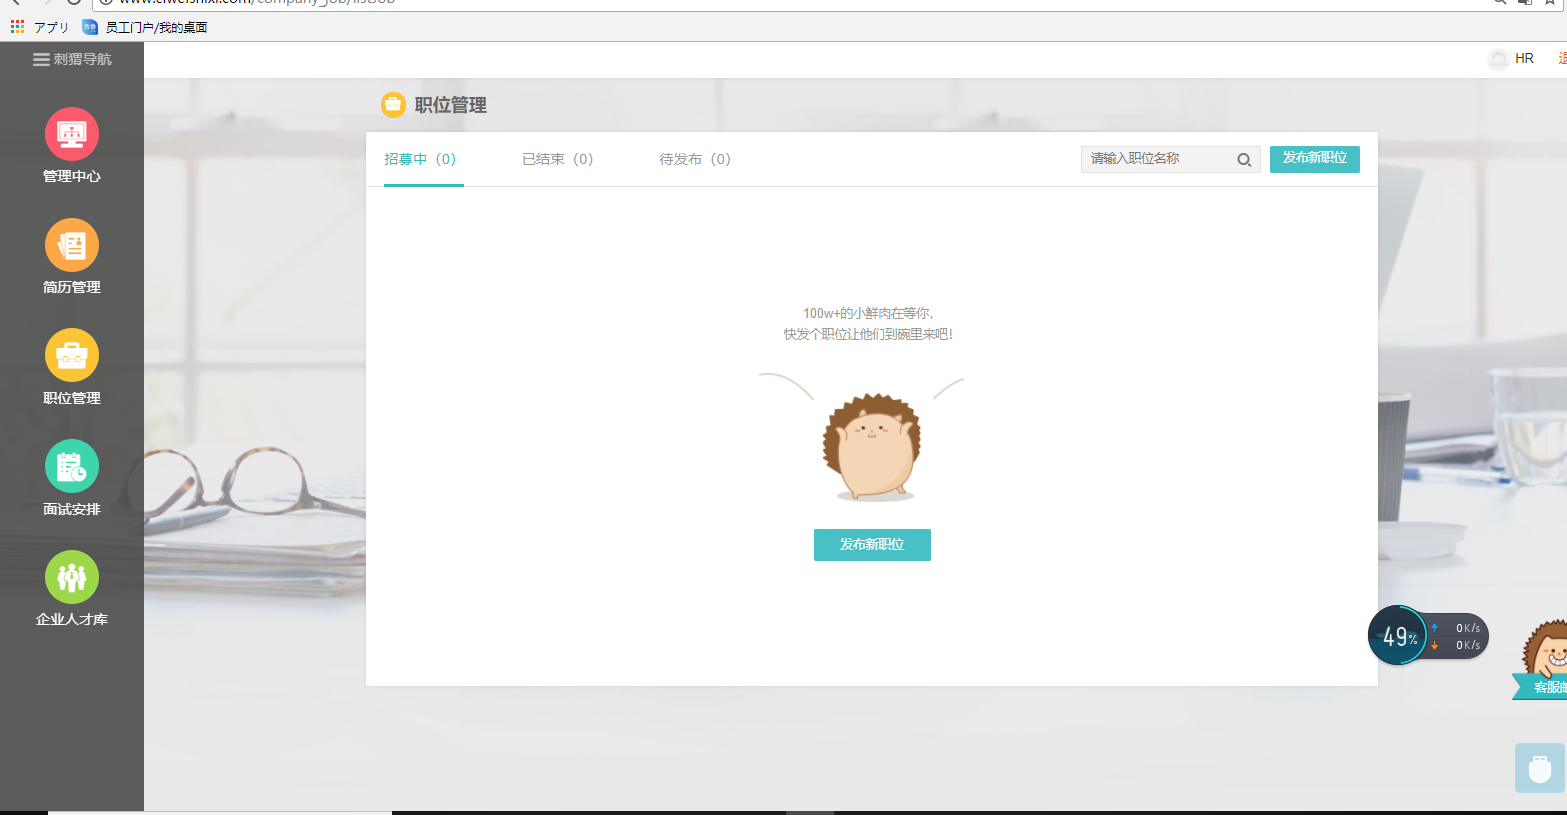 www.ciweishixi.com/company_job/listJob
アプリ
员工门户/我的桌面
刺猬导航
HR
职位管理
招募中（0）
已结束（0）
待发布（0）
请输入职位名称
发布新职位
管理中心
简历管理
职位管理
面试安排
企业人才库
100w+的小鲜肉在等你，
快发个职位让他们到碗里来吧！
发布新职位
49%
0K/s
0K/s
客服